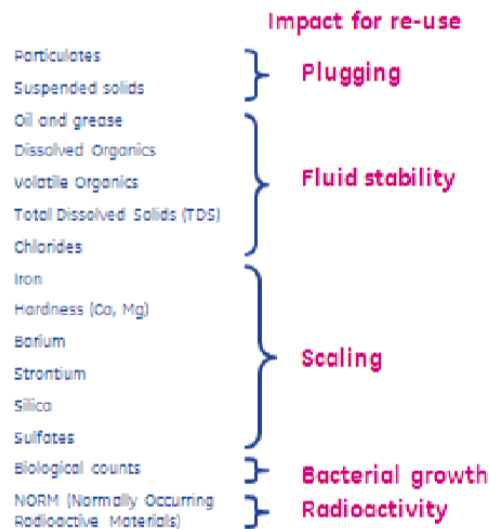 Impact for re-use
Particulates
Suspended solids
Plugging
Oil and grease
Dissolved Organics
Volatile Organics
Total Dissolved Solids (TDS)
Chlorides
Fluid stability
Iron
Hardness (Ca, Mg)
Barium
Strontium
Silica
Sulfates
Scaling
Biological counts
Bacterial growth
NORM (Normally Occurring
Radioactive Materials)
Radioactivity